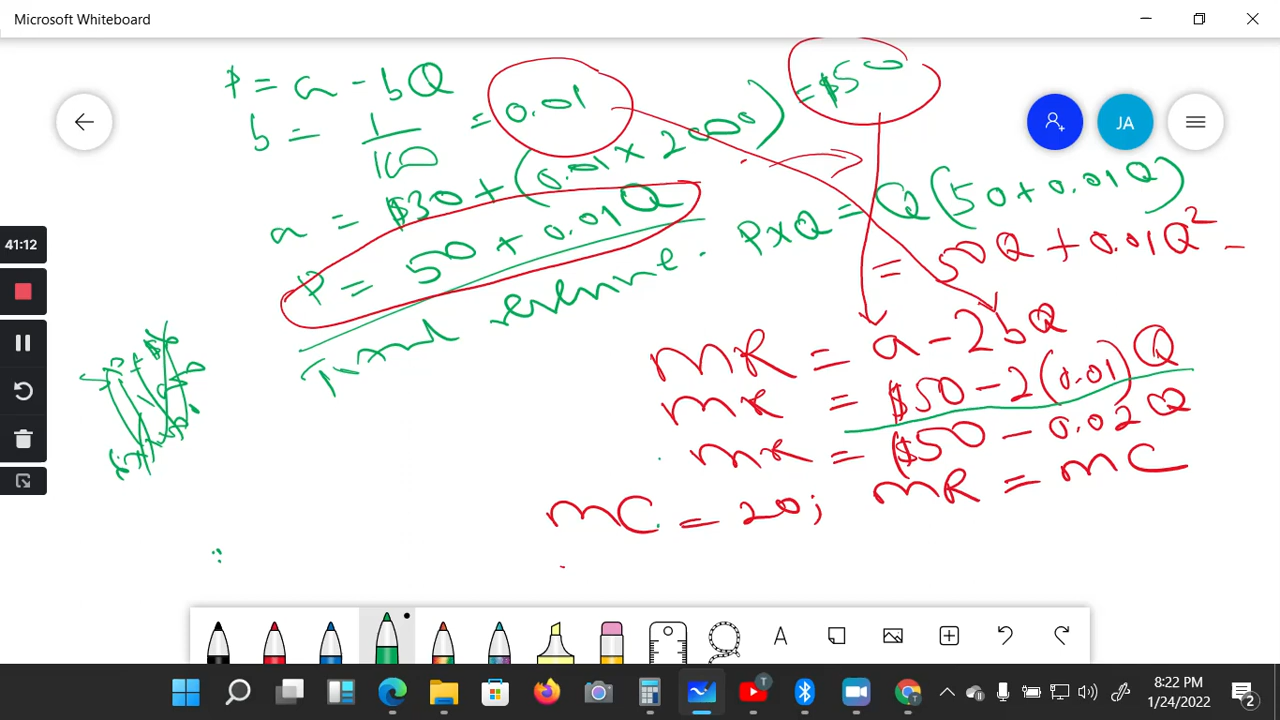 Microsoft Whiteboard
P = a - bQ
b = 1/100 = 0.01
a = $30 + (0.01 x 2000) = $50
P = 50 + 0.01Q
PxQ = Q(50 + 0.01Q)
= 50Q + 0.01Q² -
revenue.
MR = a - 2bQ
MR = $50 - 2(0.01)Q
MR = $50 - 0.02Q
MC = 20; MR = MC
JA
41:12
A
T
8:22 PM
1/24/2022
2